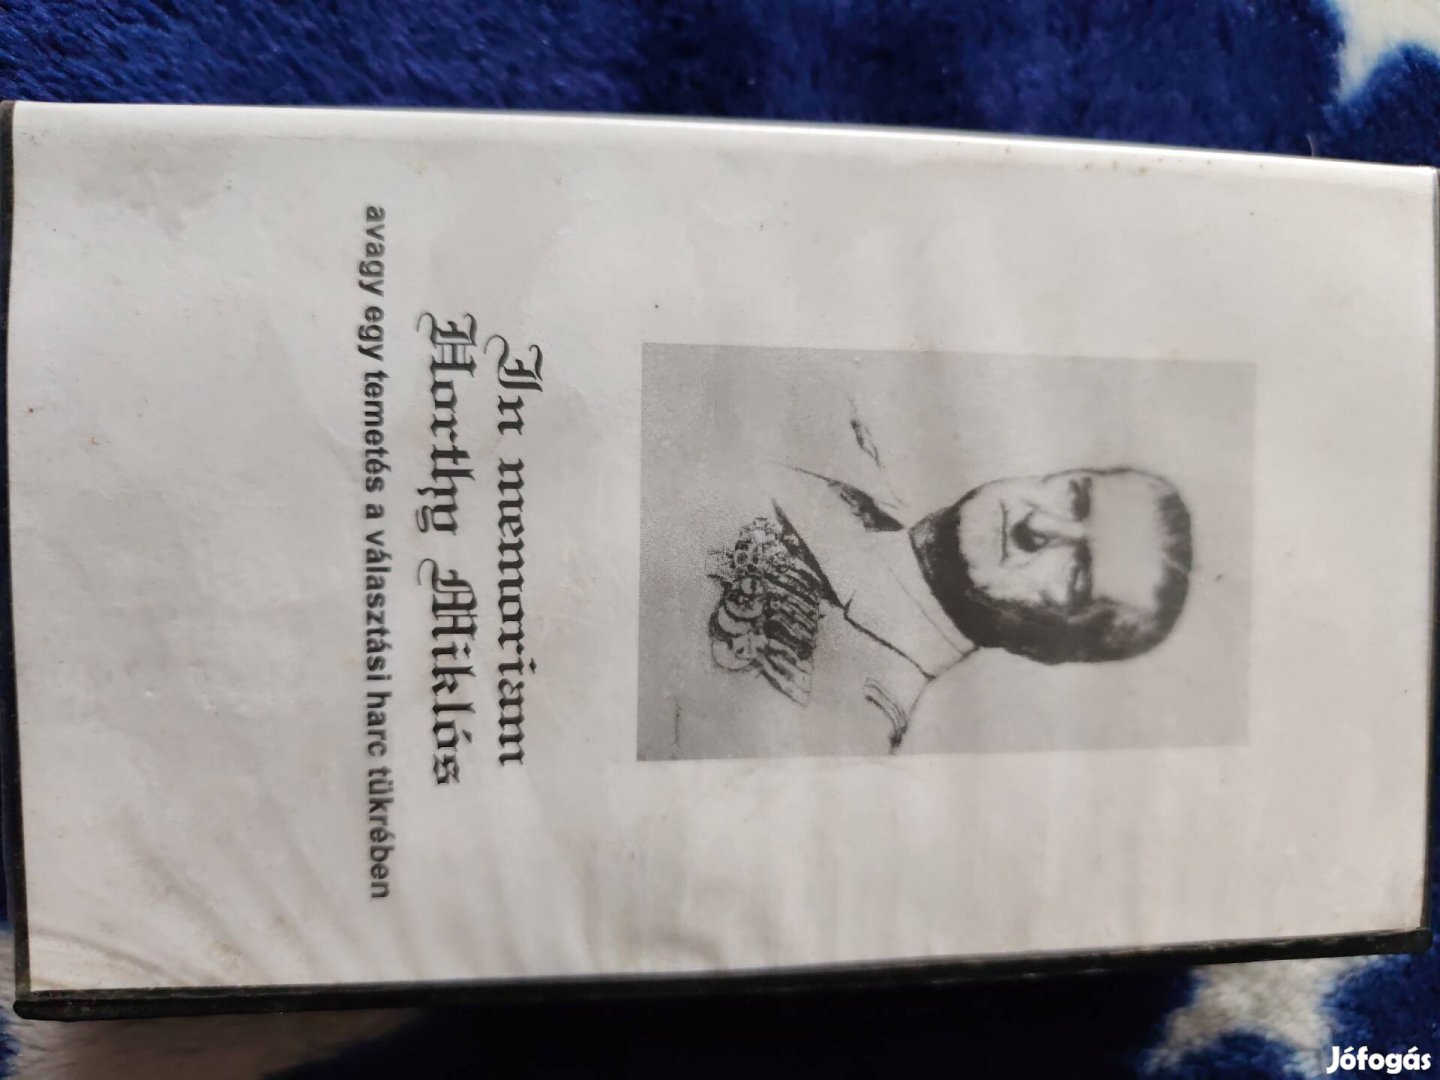 In memoriam
Horthy Miklós
avagy egy temetés a választási harc tükrében
Jófogás